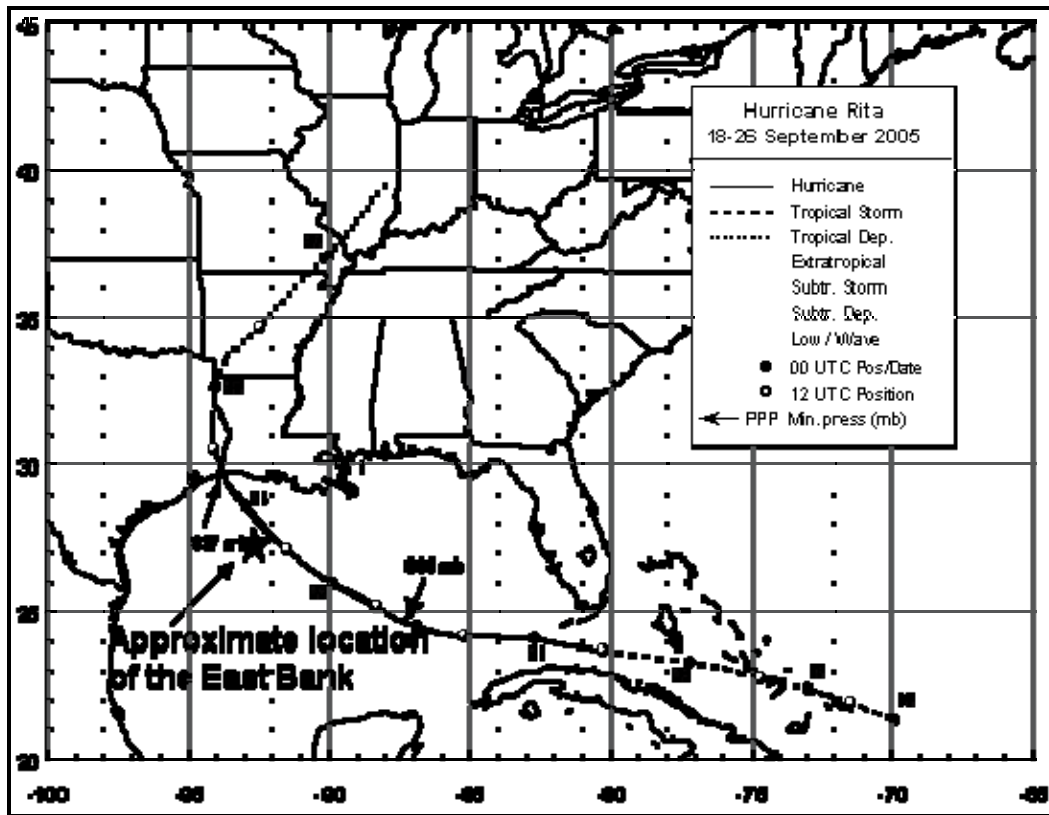 45
40
35
30
25
20
-100
-95
-90
-85
-80
-75
-70
-65
Hurricane Rita
18-26 September 2005
Hurricane
Tropical Storm
Tropical Dep.
Extratropical
Subtr. Storm
Subtr. Dep.
Low / Wave
00 UTC Pos/Date
12 UTC Position
PPP Min. press (mb)
mb
Approximate location
of the East Bank